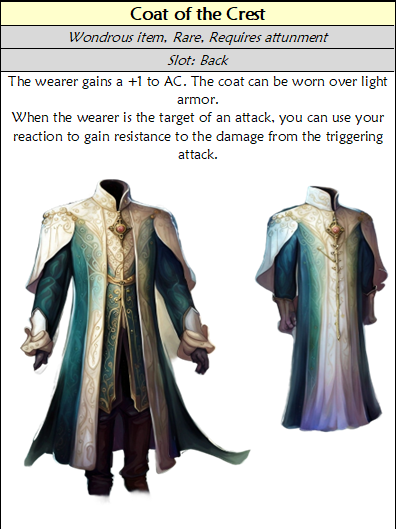 Coat of the Crest
Wondrous item, Rare, Requires attunment
Slot: Back
The wearer gains a +1 to AC. The coat can be worn over light
armor.
When the wearer is the target of an attack, you can use your
reaction to gain resistance to the damage from the triggering
attack.